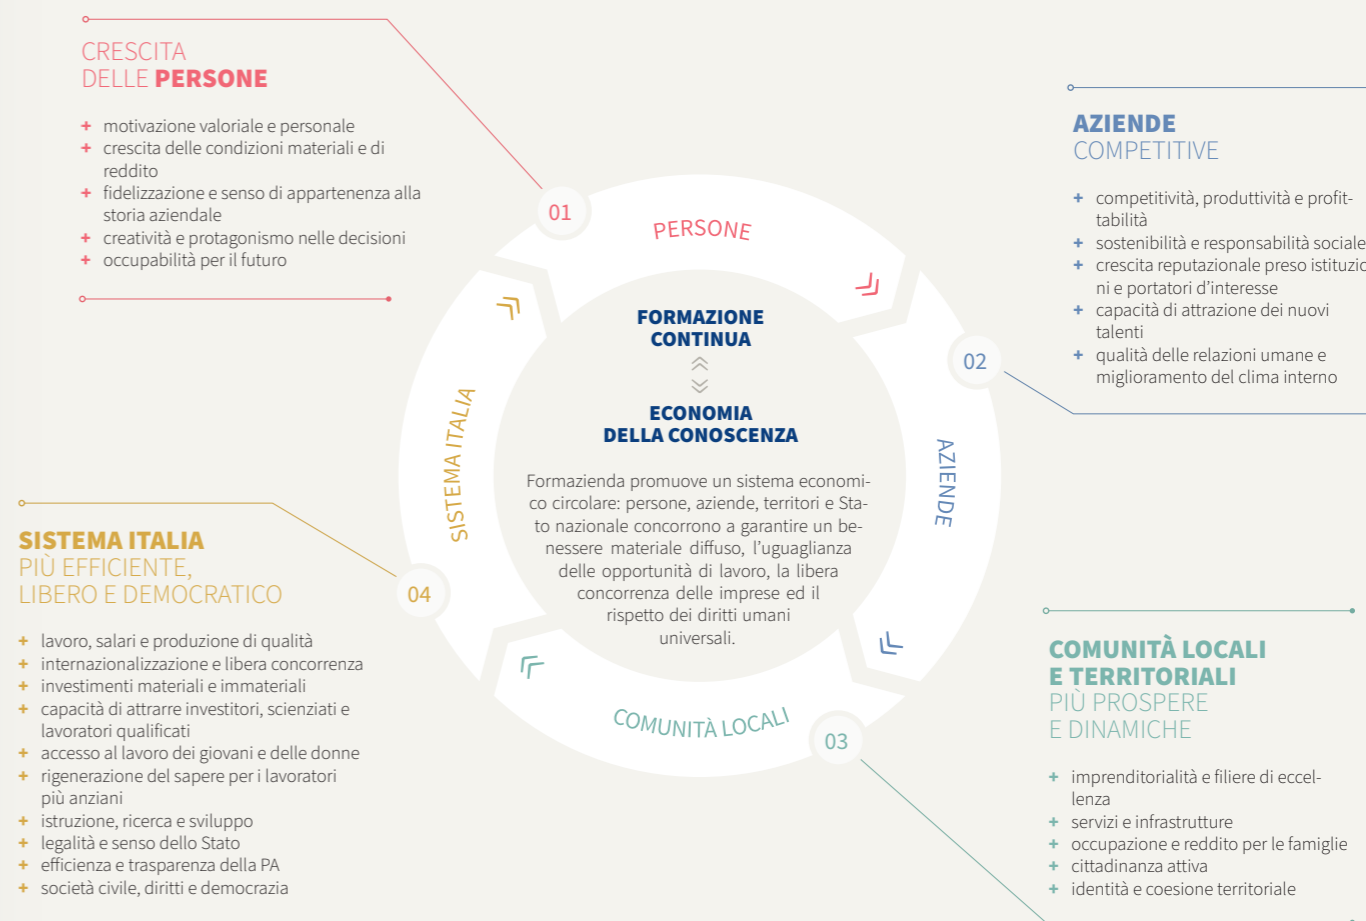 CRESCITA
DELLE PERSONE
+ motivazione valoriale e personale
+ crescita delle condizioni materiali e di
reddito
+ fidelizzazione e senso di appartenenza alla
storia aziendale
+ creatività e protagonismo nelle decisioni
+ occupabilità per il futuro
01
PERSONE
AZIENDE
COMPETITIVE
+ competitività, produttività e profit-
tabilità
+ sostenibilità e responsabilità sociale
+ crescita reputazionale preso istituzio
ni e portatori d'interesse
+ capacità di attrazione dei nuovi
talenti
+ qualità delle relazioni umane e
miglioramento del clima interno
02
AZIENDE
FORMAZIONE
CONTINUA
ECONOMIA
DELLA CONOSCENZA
Formazienda promuove un sistema economi-
co circolare: persone, aziende, territori e Sta-
to nazionale concorrono a garantire un be-
nessere materiale diffuso, l'uguaglianza
delle opportunità di lavoro, la libera
concorrenza delle imprese ed il
rispetto dei diritti umani
universali.
SISTEMA ITALIA
04
SISTEMA ITALIA
PIÙ EFFICIENTE,
LIBERO E DEMOCRATICO
+ lavoro, salari e produzione di qualità
+ internazionalizzazione e libera concorrenza
+ investimenti materiali e immateriali
+ capacità di attrarre investitori, scienziati e
lavoratori qualificati
+ accesso al lavoro dei giovani e delle donne
+ rigenerazione del sapere per i lavoratori
più anziani
+ istruzione, ricerca e sviluppo
+ legalità e senso dello Stato
+ efficienza e trasparenza della PA
+ società civile, diritti e democrazia
COMUNITÀ LOCALI
03
COMUNITÀ LOCALI
E TERRITORIALI
PIÙ PROSPERE
E DINAMICHE
+ imprenditorialità e filiere di eccel-
lenza
+ servizi e infrastrutture
+ occupazione e reddito per le famiglie
+ cittadinanza attiva
+ identità e coesione territoriale